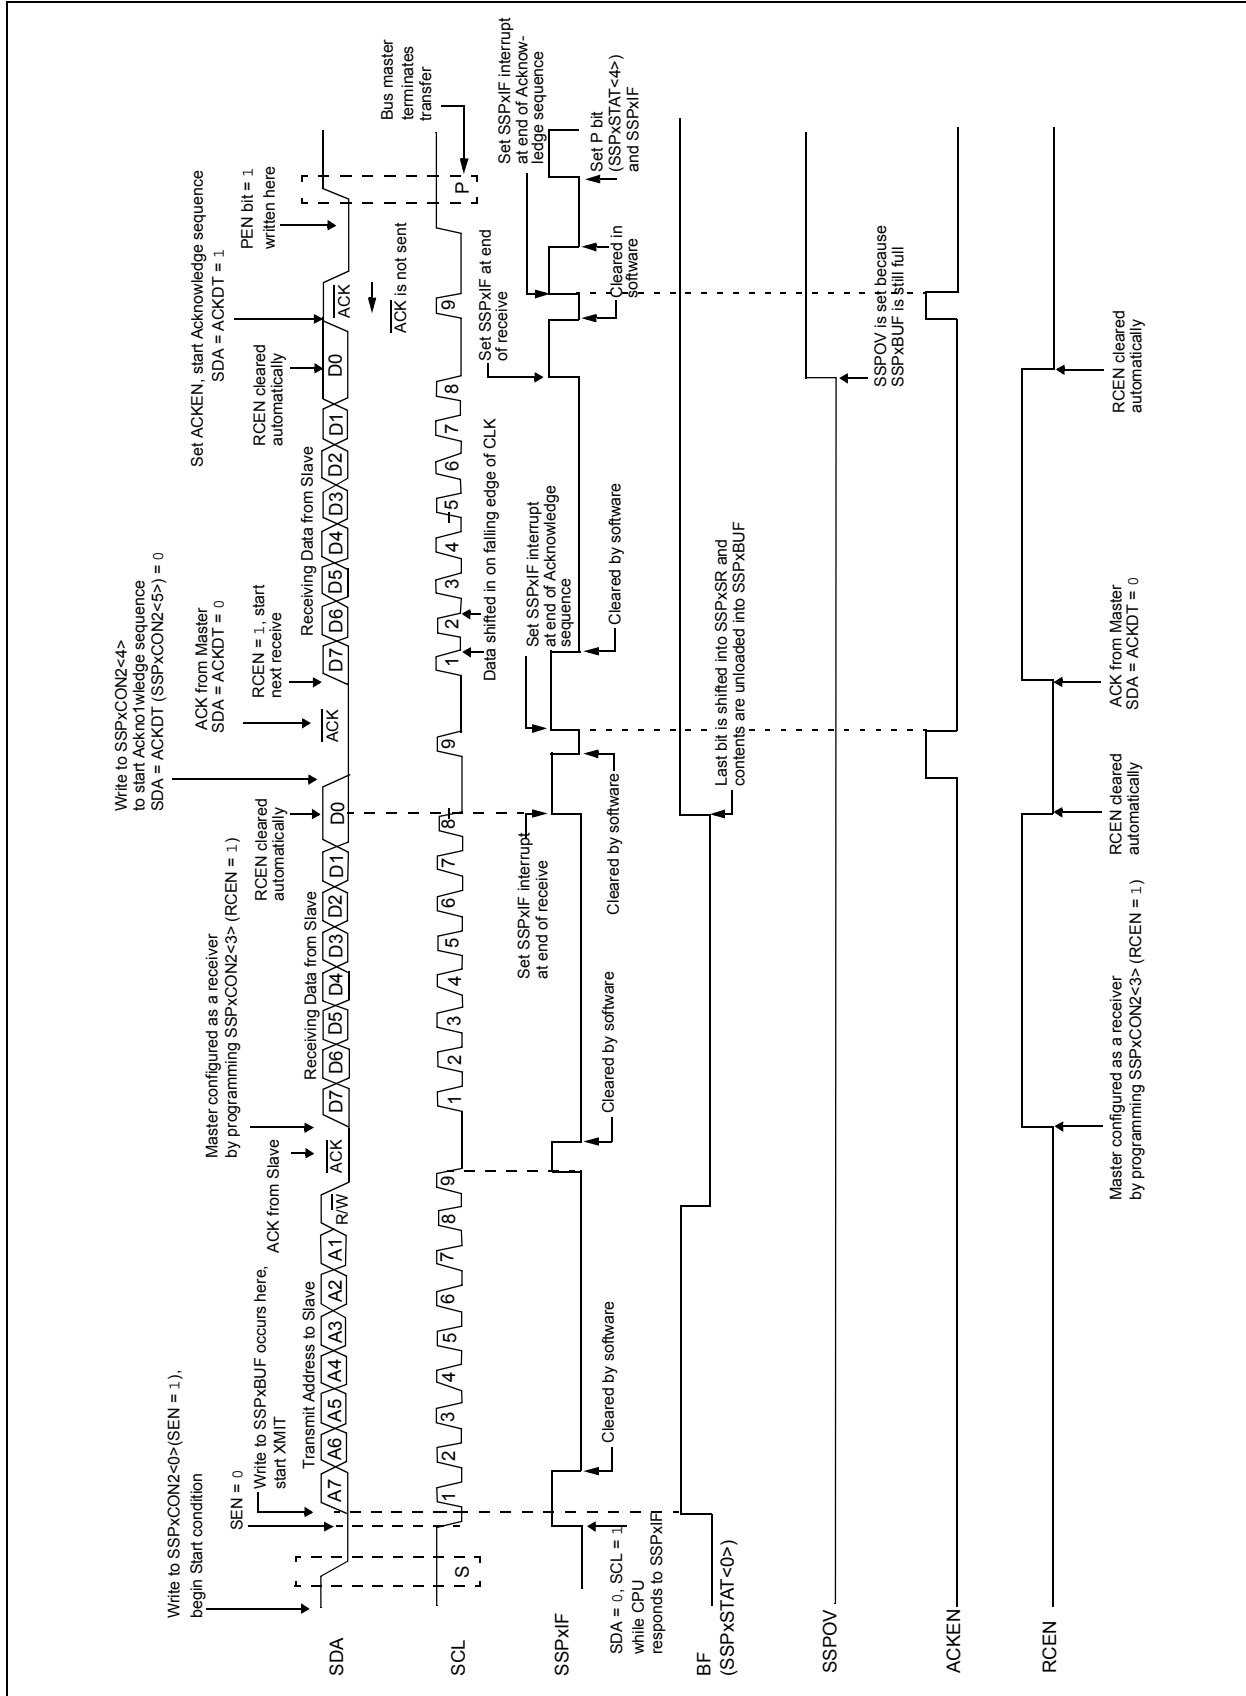 Write to SSPxCON2<0>(SEN = 1),
begin Start condition
SEN = 0
Write to SSPxBUF occurs here,
start XMIT
ACK from Slave
Master configured as a receiver
by programming SSPxCON2<3> (RCEN = 1)
RCEN cleared
automatically
Write to SSPxCON2<4>
to start Ackno1wledge sequence
SDA = ACKDT (SSPxCON2<5>) = 0
ACK from Master
SDA = ACKDT = 0
RCEN = 1, start
next receive
RCEN cleared
automatically
Set ACKEN, start Acknowledge sequence
SDA = ACKDT = 1
PEN bit = 1
written here
Transmit Address to Slave
Receiving Data from Slave
Receiving Data from Slave
SDA
A7 A6 A5 A4 A3 A2 A1 R/W ACK D7 D6 D5 D4 D3 D2 D1 D0 ACK D7 D6 D5 D4 D3 D2 D1 D0 ACK
ACK is not sent
Bus master
terminates
transfer
SCL
S 1 2 3 4 5 6 7 8 9 1 2 3 4 5 6 7 8 9 1 2 3 4 5 6 7 8 9 P
Data shifted in on falling edge of CLK
Set SSPxIF interrupt
at end of receive
Set SSPxIF interrupt
at end of Acknowledge
sequence
Set SSPxIF at end
of receive
Set SSPxIF interrupt
at end of Acknow-
ledge sequence
SSPxIF
SDA = 0, SCL = 1
while CPU
responds to SSPxIF
Cleared by software
Cleared by software
Cleared by software
Cleared by software
Cleared in
software
Set P bit
(SSPxSTAT<4>)
and SSPxIF
BF
(SSPxSTAT<0>)
Last bit is shifted into SSPxSR and
contents are unloaded into SSPxBUF
SSPOV
SSPOV is set because
SSPxBUF is still full
ACKEN
RCEN
Master configured as a receiver
by programming SSPxCON2<3> (RCEN = 1)
RCEN cleared
automatically
ACK from Master
SDA = ACKDT = 0
RCEN cleared
automatically